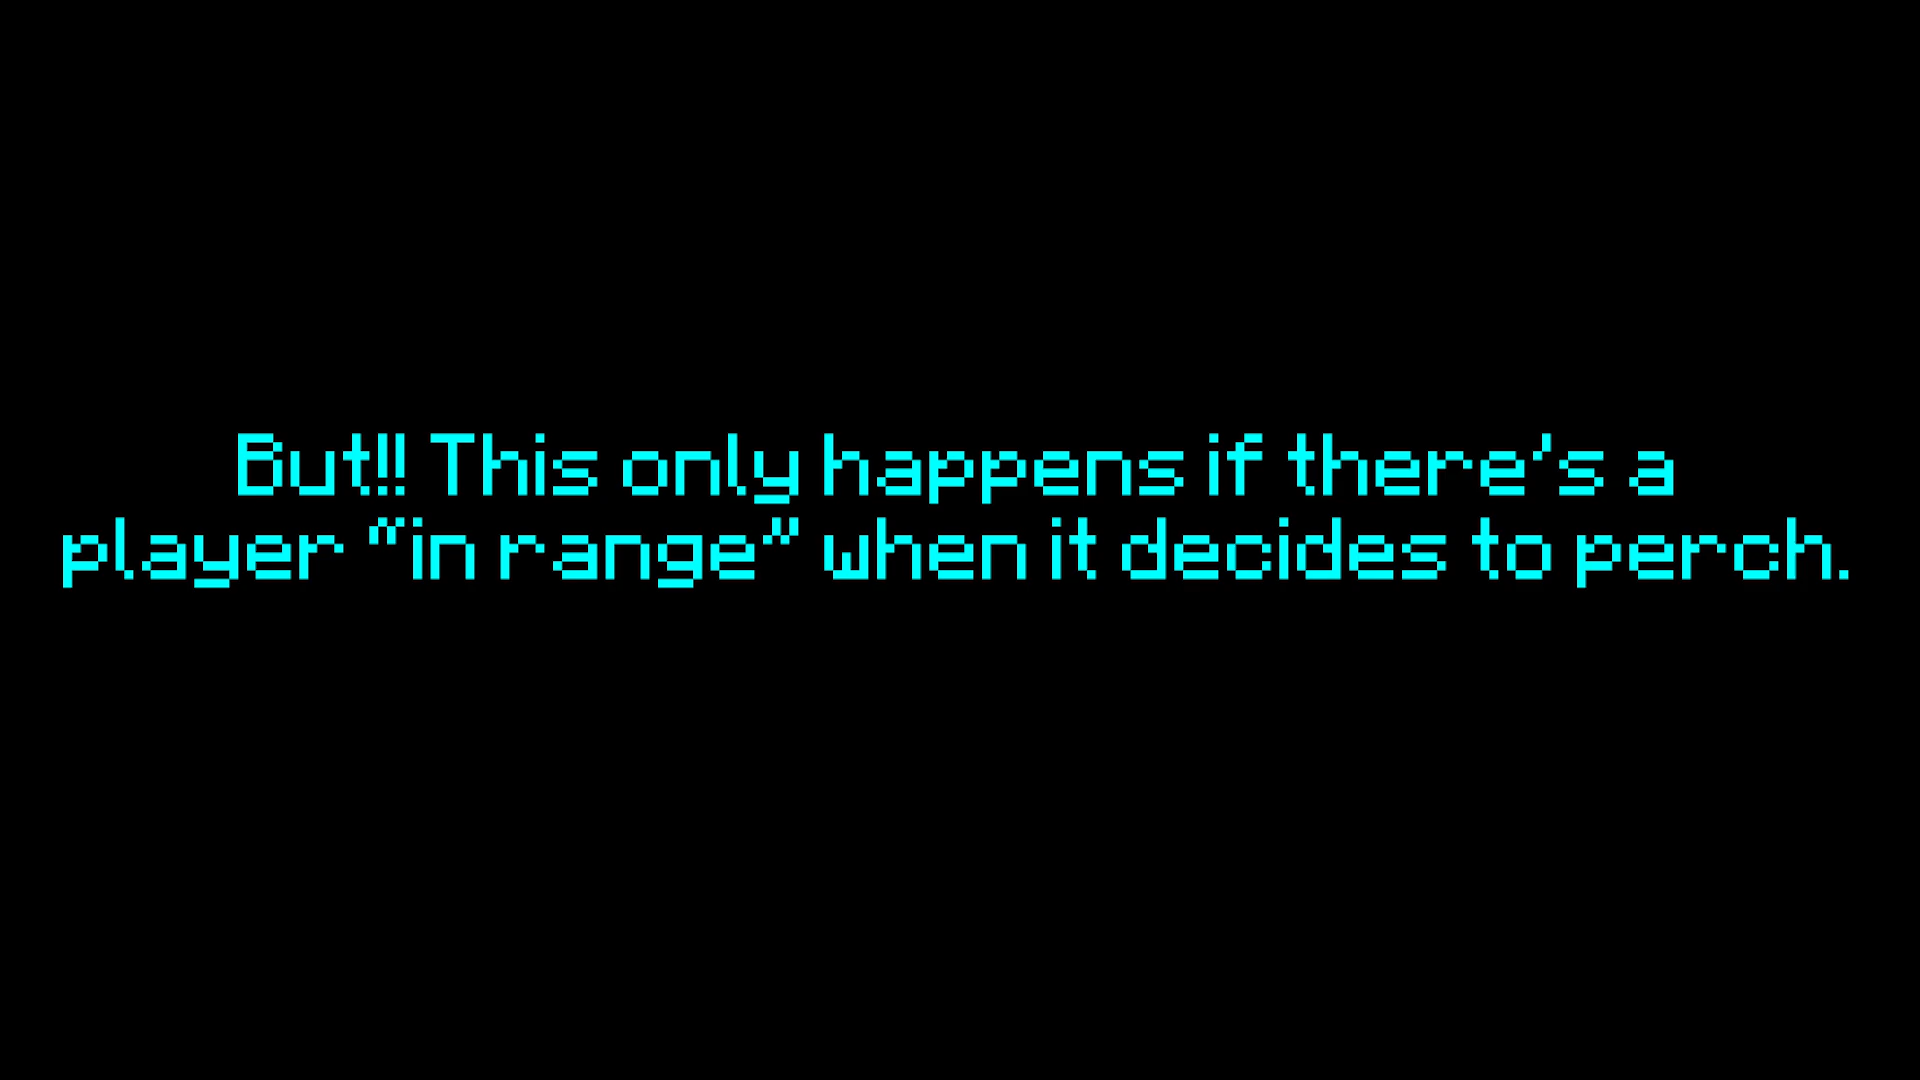 But!! This only happens if there's a
player “in range” when it decides to perch.